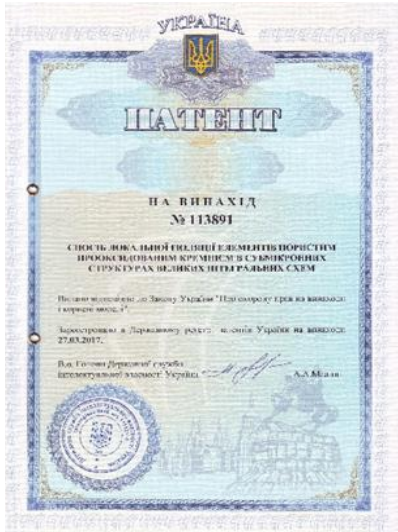 УКРАЇНА
ПАТЕНТ
НА ВИНАХІД
№ 113891
СПОСІБ ЛОКАЛЬНОЇ ІЗОЛЯЦІЇ ЕЛЕМЕНТІВ ПОРИСТИМ
ПРООКСИДОВАНИМ КРЕМНІЄМ В СУБМІКРОННИХ
СТРУКТУРАХ ВЕЛИКИХ ІНТЕГРАЛЬНИХ СХЕМ
Видано відповідно до Закону України "Про охорону прав на винаходи
і корисні моделі".
Зареєстровано в Державному реєстрі патентів України на винаходи
27.03.2017.
В.о. Голови Державної служби
інтелектуальної власності України